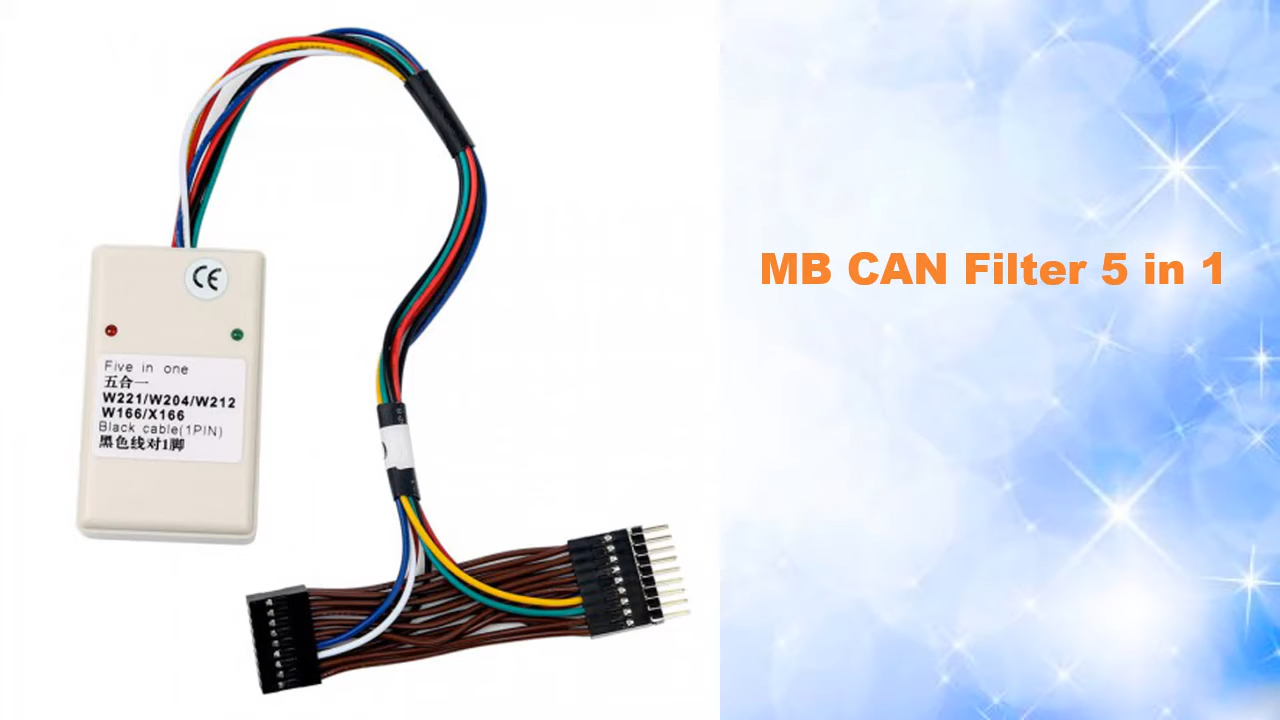 CE
Five in one
五合一
W221/W204/W212
W166/X166
Black cable(1PIN)
黑色线对1脚
MB CAN Filter 5 in 1